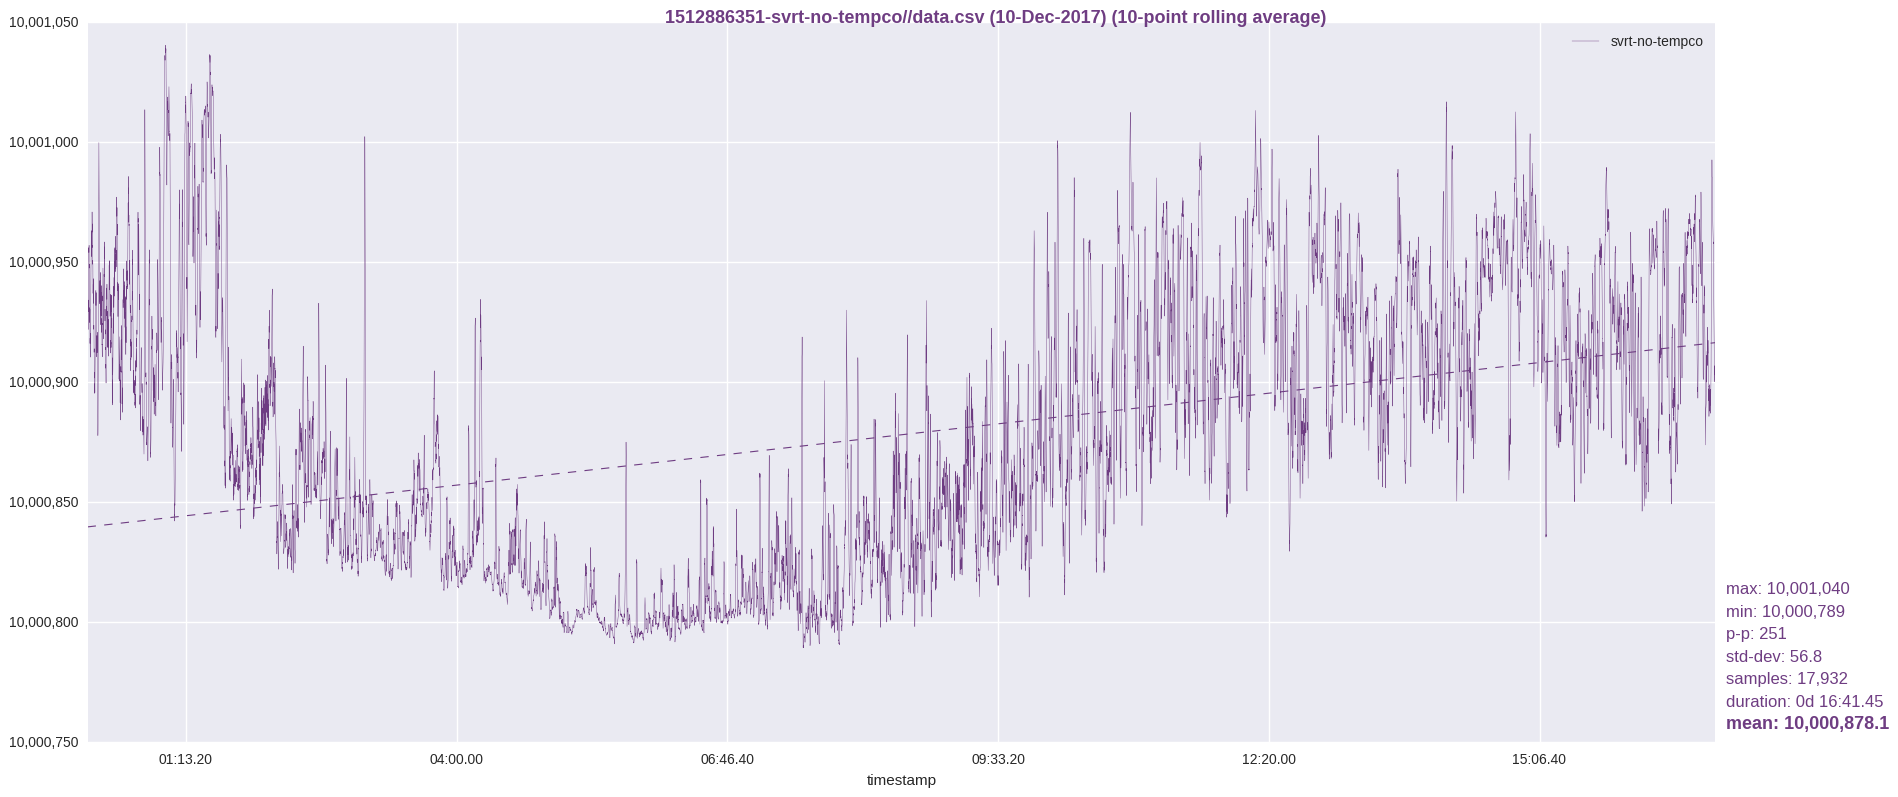 1512886351-svrt-no-tempco//data.csv (10-Dec-2017) (10-point rolling average)
svrt-no-tempco
10,001,050
10,001,000
10,000,950
10,000,900
10,000,850
10,000,800
10,000,750
01:13.20
04:00.00
06:46.40
09:33.20
12:20.00
15:06.40
timestamp
max: 10,001,040
min: 10,000,789
p-p: 251
std-dev: 56.8
samples: 17,932
duration: 0d 16:41.45
mean: 10,000,878.1